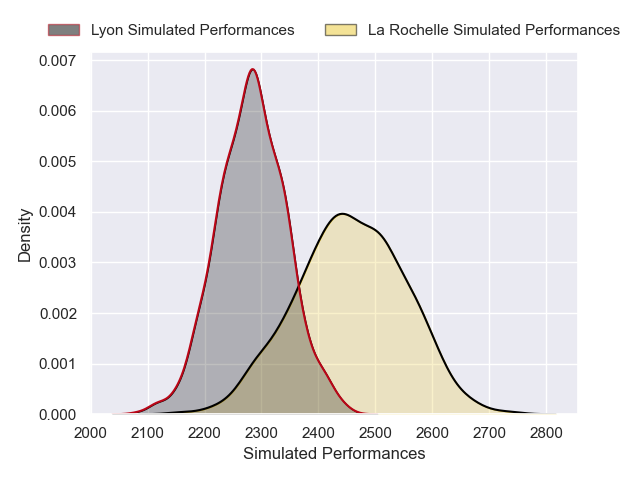 Lyon Simulated Performances La Rochelle Simulated Performances
0.007
0.006
0.005
0.004
0.003
0.002
0.001
0.000
Density
2000 2100 2200 2300 2400 2500 2600 2700 2800
Simulated Performances